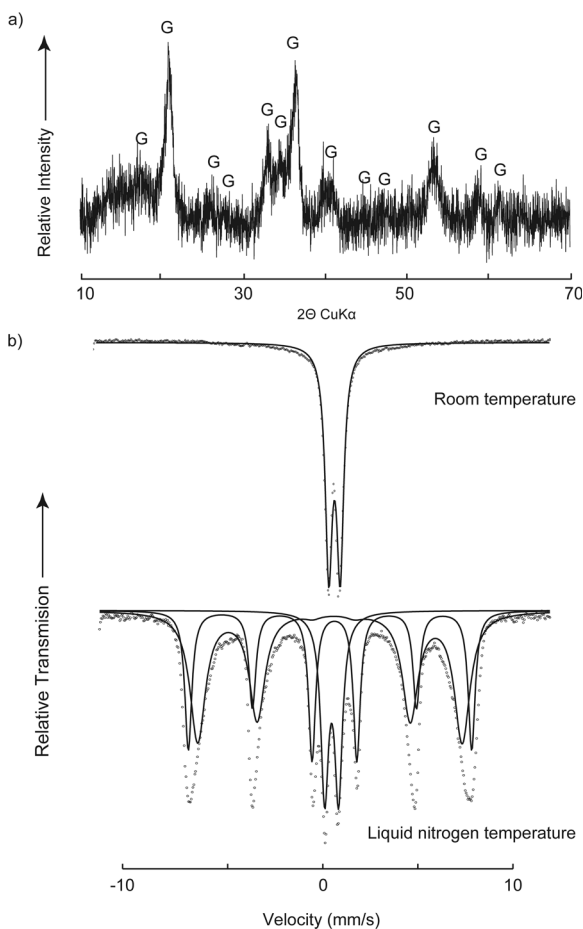 a)
G
G
G
G
G
G
G
G
G
G
G
G
G
Relative Intensity
10
30
50
70
2Θ CuKα
b)
Room temperature
Relative Transmision
Liquid nitrogen temperature
-10
0
10
Velocity (mm/s)